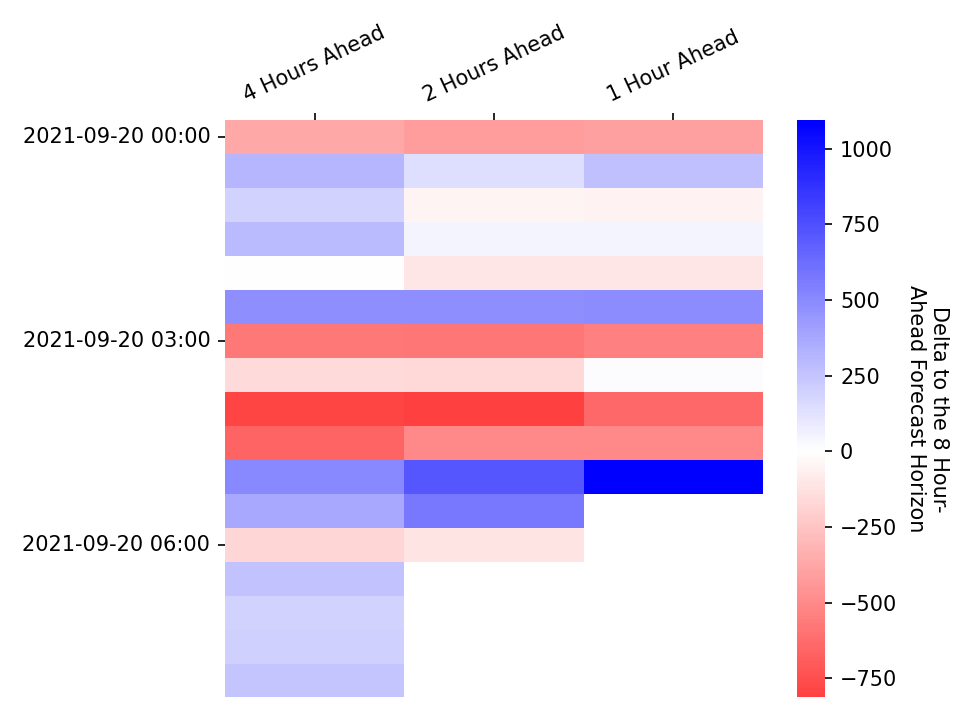 4 Hours Ahead
2 Hours Ahead
1 Hour Ahead
2021-09-20 00:00
2021-09-20 03:00
2021-09-20 06:00
1000
750
500
250
0
−250
−500
−750
Delta to the 8 Hour-
Ahead Forecast Horizon